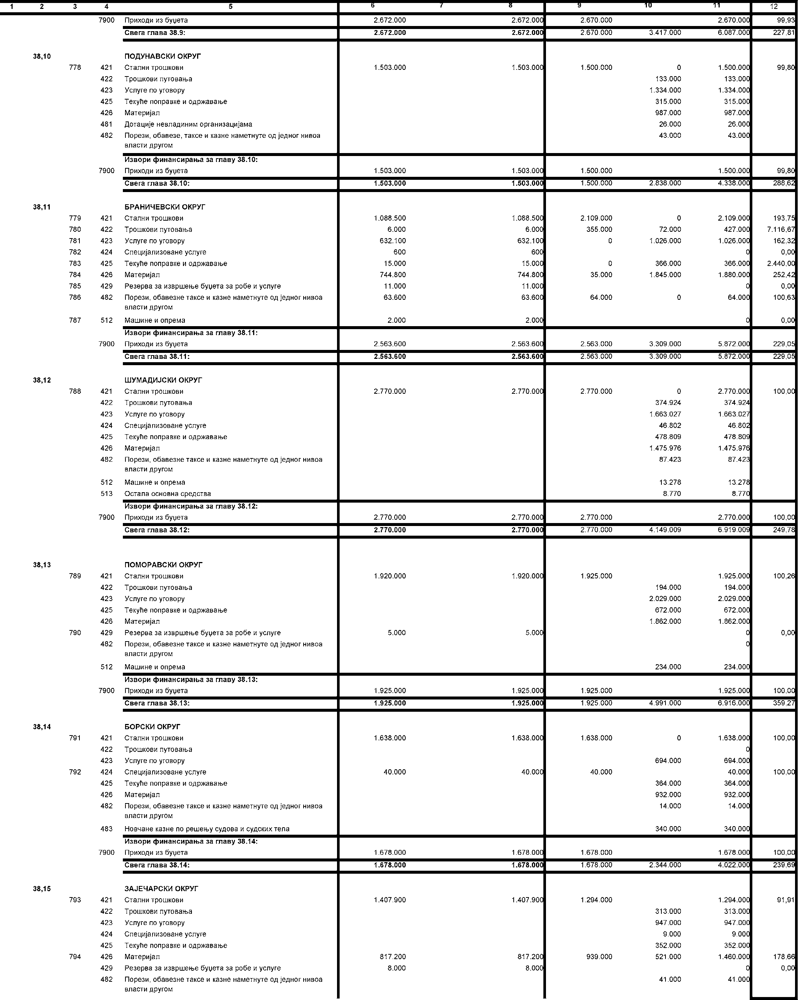 1 2 3 4 5 6 7 8 9 10 11 12
7900 Приходи из буџета 2.672.000 2.672.000 2.670.000 2.670.000 99,93
Свега глава 38.9: 2.672.000 2.672.000 2.670.000 3.417.000 6.087.000 227,81
38,10 ПОДУНАВСКИ ОКРУГ
778 421 Стални трошкови 1.503.000 1.503.000 1.500.000 0 1.500.000 99,80
422 Трошкови путовања 133.000 133.000
423 Услуге по уговору 1.334.000 1.334.000
425 Текуће поправке и одржавање 315.000 315.000
426 Материјал 987.000 987.000
481 Дотације невладиним организацијама 26.000 26.000
482 Порези, обавезе, таксе и казне наметнуте од једног нивоа 43.000 43.000
власти другом
Извори финансирања за главу 38.10:
7900 Приходи из буџета 1.503.000 1.503.000 1.500.000 1.500.000 99,80
Свега глава 38.10: 1.503.000 1.503.000 1.500.000 2.838.000 4.338.000 288,62
38,11 БРАНИЧЕВСКИ ОКРУГ
779 421 Стални трошкови 1.088.500 1.088.500 2.109.000 0 2.109.000 193,75
780 422 Трошкови путовања 6.000 6.000 355.000 72.000 427.000 7.116,67
781 423 Услуге по уговору 632.100 632.100 0 1.026.000 1.026.000 162,32
782 424 Специјализоване услуге 600 600 0 0,00
783 425 Текуће поправке и одржавање 15.000 15.000 0 366.000 366.000 2.440,00
784 426 Материјал 744.800 744.800 35.000 1.845.000 1.880.000 252,42
785 429 Резерва за извршење буџета за робе и услуге 11.000 11.000 0 0,00
786 482 Порези, обавезне таксе и казне наметнуте од једног нивоа 63.600 63.600 64.000 0 64.000 100,63
власти другом
787 512 Машине и опрема 2.000 2.000 0 0,00
Извори финансирања за главу 38.11:
7900 Приходи из буџета 2.563.600 2.563.600 2.563.000 3.309.000 5.872.000 229,05
Свега глава 38.11: 2.563.600 2.563.600 2.563.000 3.309.000 5.872.000 229,05
38,12 ШУМАДИЈСКИ ОКРУГ
788 421 Стални трошкови 2.770.000 2.770.000 2.770.000 0 2.770.000 100,00
422 Трошкови путовања 374.924 374.924
423 Услуге по уговору 1.663.027 1.663.027
424 Специјализоване услуге 46.802 46.802
425 Текуће поправке и одржавање 478.809 478.809
426 Материјал 1.475.976 1.475.976
482 Порези, обавезне таксе и казне наметнуте од једног нивоа 87.423 87.423
власти другом
512 Машине и опрема 13.278 13.278
513 Остала основна средства 8.770 8.770
Извори финансирања за главу 38.12:
7900 Приходи из буџета 2.770.000 2.770.000 2.770.000 2.770.000 100,00
Свега глава 38.12: 2.770.000 2.770.000 2.770.000 4.149.009 6.919.009 249,78
38,13 ПОМОРАВСКИ ОКРУГ
789 421 Стални трошкови 1.920.000 1.920.000 1.925.000 1.925.000 100,26
422 Трошкови путовања 194.000 194.000
423 Услуге по уговору 2.029.000 2.029.000
425 Текуће поправке и одржавање 672.000 672.000
426 Материјал 1.862.000 1.862.000
790 429 Резерва за извршење буџета за робе и услуге 5.000 5.000 0 0,00
482 Порези, обавезне таксе и казне наметнуте од једног нивоа 0
власти другом
512 Машине и опрема 234.000 234.000
Извори финансирања за главу 38.13:
7900 Приходи из буџета 1.925.000 1.925.000 1.925.000 1.925.000 100,00
Свега глава 38.13: 1.925.000 1.925.000 1.925.000 4.991.000 6.916.000 359,27
38,14 БОРСКИ ОКРУГ
791 421 Стални трошкови 1.638.000 1.638.000 1.638.000 0 1.638.000 100,00
422 Трошкови путовања 0
423 Услуге по уговору 694.000 694.000
792 424 Специјализоване услуге 40.000 40.000 40.000 40.000 100,00
425 Текуће поправке и одржавање 364.000 364.000
426 Материјал 932.000 932.000
482 Порези, обавезне таксе и казне наметнуте од једног нивоа 14.000 14.000
власти другом
483 Новчане казне по решењу судова и судских тела 340.000 340.000
Извори финансирања за главу 38.14:
7900 Приходи из буџета 1.678.000 1.678.000 1.678.000 1.678.000 100,00
Свега глава 38.14: 1.678.000 1.678.000 1.678.000 2.344.000 4.022.000 239,69
38,15 ЗАЈЕЧАРСКИ ОКРУГ
793 421 Стални трошкови 1.407.900 1.407.900 1.294.000 1.294.000 91,91
422 Трошкови путовања 313.000 313.000
423 Услуге по уговору 947.000 947.000
424 Специјализоване услуге 9.000 9.000
425 Текуће поправке и одржавање 352.000 352.000
794 426 Материјал 817.200 817.200 939.000 521.000 1.460.000 178,66
429 Резерва за извршење буџета за робе и услуге 8.000 8.000 0 0,00
482 Порези, обавезне таксе и казне наметнуте од једног нивоа 41.000 41.000
власти другом